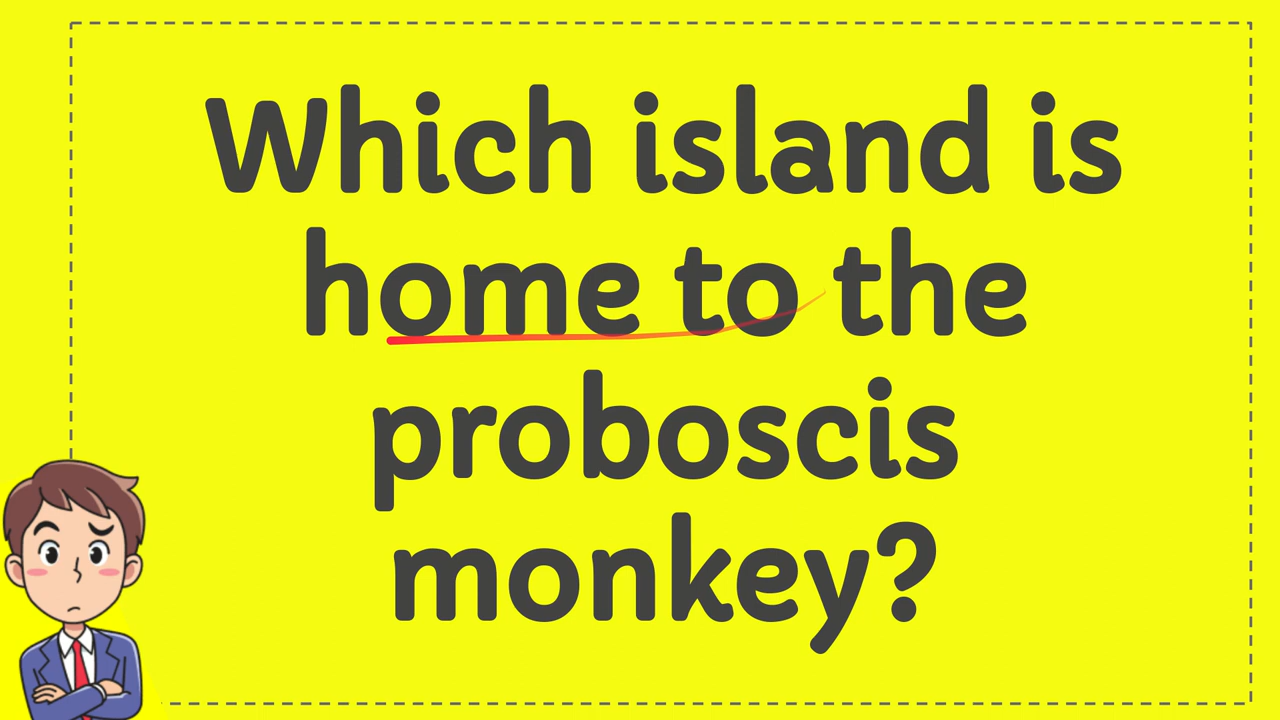 Which island is
home to the
proboscis
monkey?